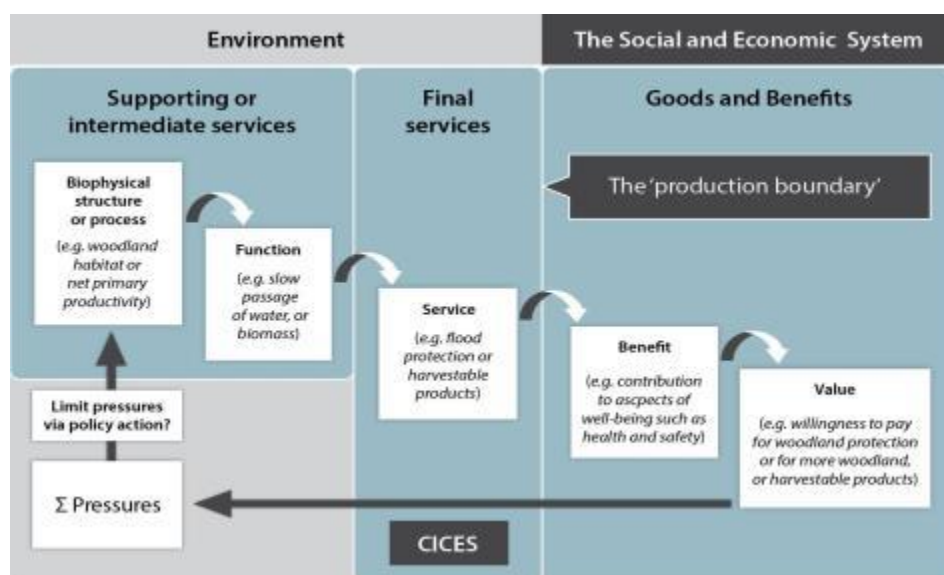 Environment
The Social and Economic System
Supporting or
intermediate services
Final
services
Goods and Benefits
The 'production boundary'
Biophysical
structure
or process
(e.g. woodland
habitat or
net primary
productivity)
Function
(e.g. slow
passage
of water, or
biomass)
Service
(e.g. flood
protection or
harvestable
products)
Benefit
(e.g. contribution
to ascpects of
well-being such as
health and safety)
Value
(e.g. willingness to pay
for woodland protection
or for more woodland,
or harvestable products)
Limit pressures
via policy action?
Σ Pressures
CICES